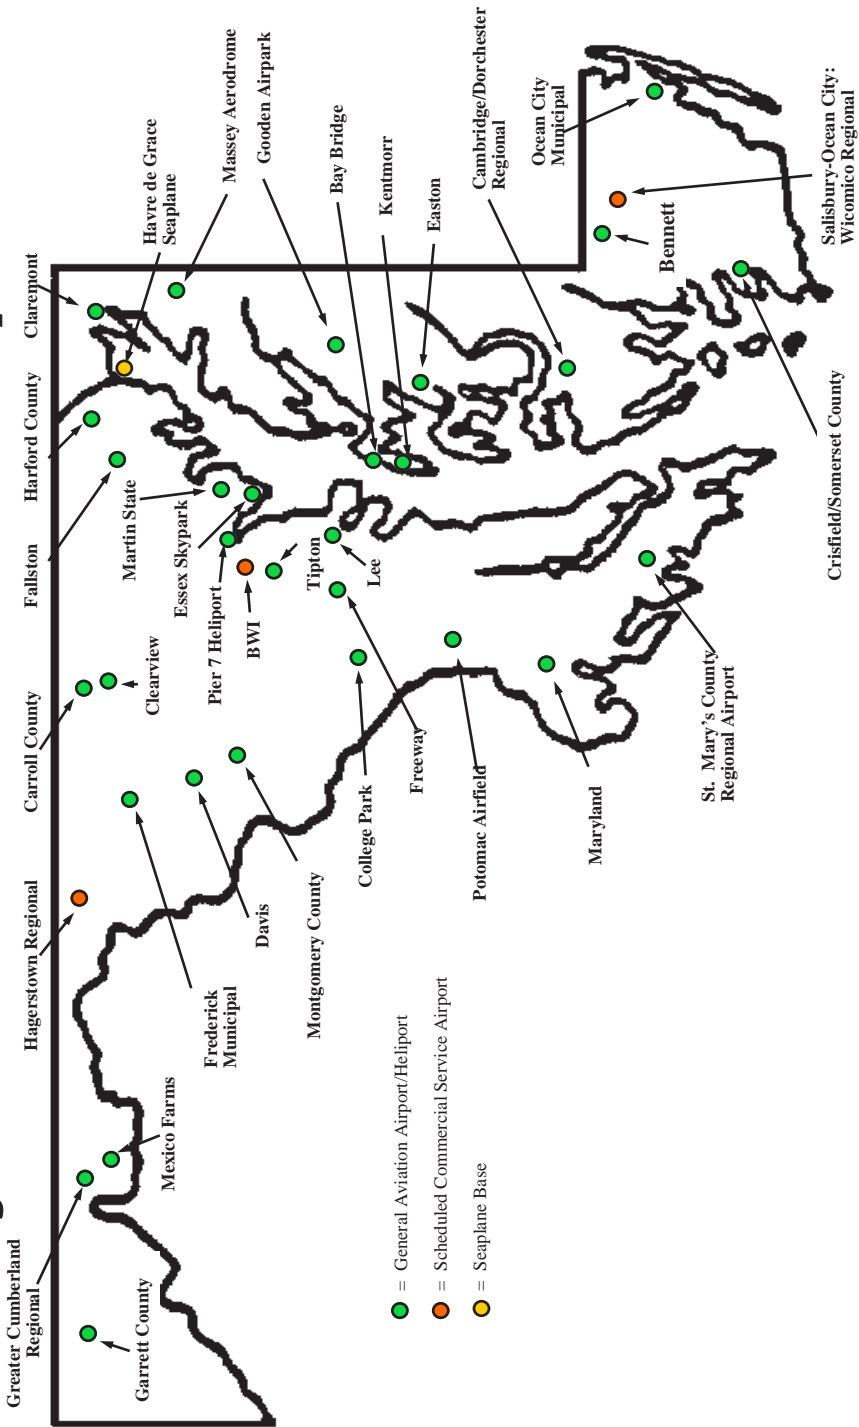 Greater Cumberland
Regional
Garrett County
Mexico Farms
Hagerstown Regional
Frederick
Municipal
Davis
Montgomery County
Carroll County
Clearview
Fallston
Harford County
Claremont
Havre de Grace
Seaplane
Massey Aerodrome
Gooden Airpark
Martin State
Essex Skypark
Pier 7 Heliport
BWI
Tipton
Lee
Bay Bridge
Kentmorr
Easton
Cambridge/Dorchester
Regional
Ocean City
Municipal
Bennett
Salisbury-Ocean City:
Wicomico Regional
College Park
Freeway
Potomac Airfield
Maryland
St. Mary's County
Regional Airport
Crisfield/Somerset County
= General Aviation Airport/Heliport
= Scheduled Commercial Service Airport
= Seaplane Base